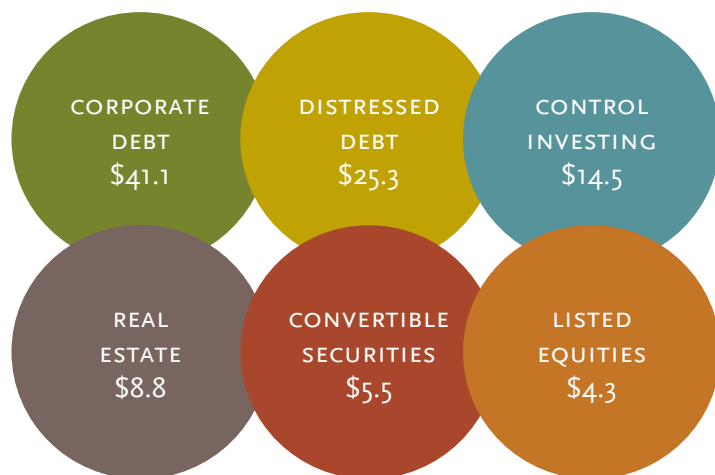 CORPORATE
DEBT
$41.1
DISTRESSED
DEBT
$25.3
CONTROL
INVESTING
$14.5
REAL
ESTATE
$8.8
CONVERTIBLE
SECURITIES
$5.5
LISTED
EQUITIES
$4.3